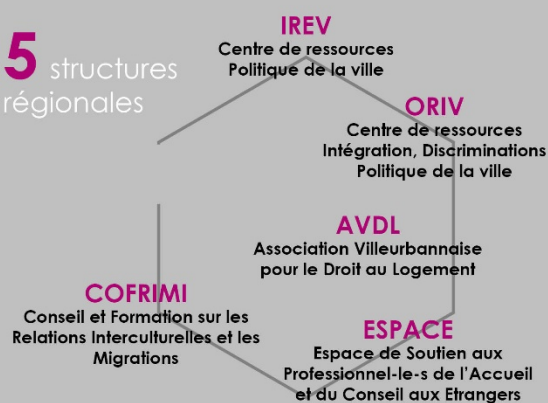 5 structures
régionales
IREV
Centre de ressources
Politique de la ville
ORIV
Centre de ressources
Intégration, Discriminations
Politique de la ville
AVDL
Association Villeurbannaise
pour le Droit au Logement
COFRIMI
Conseil et Formation sur les
Relations Interculturelles et les
Migrations
ESPACE
Espace de Soutien aux
Professionnel-le-s de l'Accueil
et du Conseil aux Etrangers